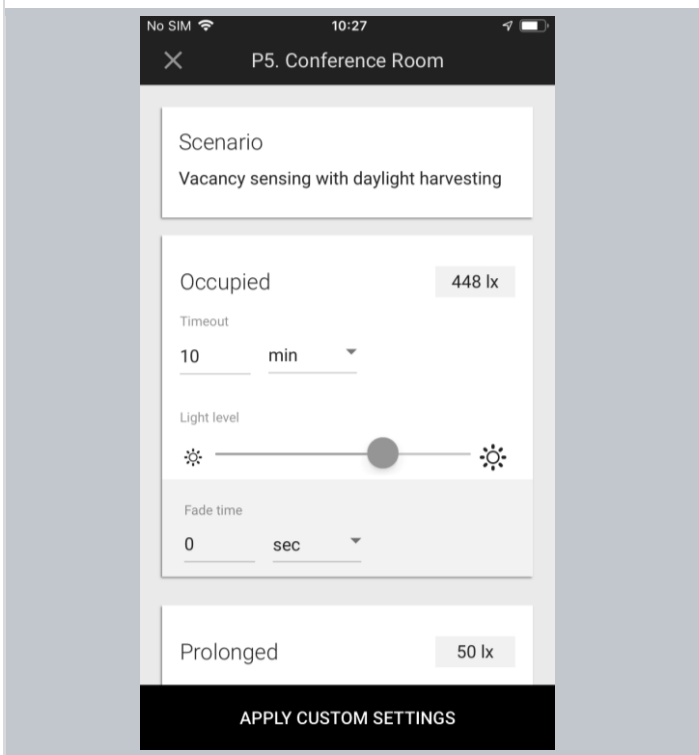 No SIM 10:27
P5. Conference Room
Scenario
Vacancy sensing with daylight harvesting
Occupied 448 lx
Timeout
10 min
Light level
Fade time
0 sec
Prolonged 50 lx
APPLY CUSTOM SETTINGS